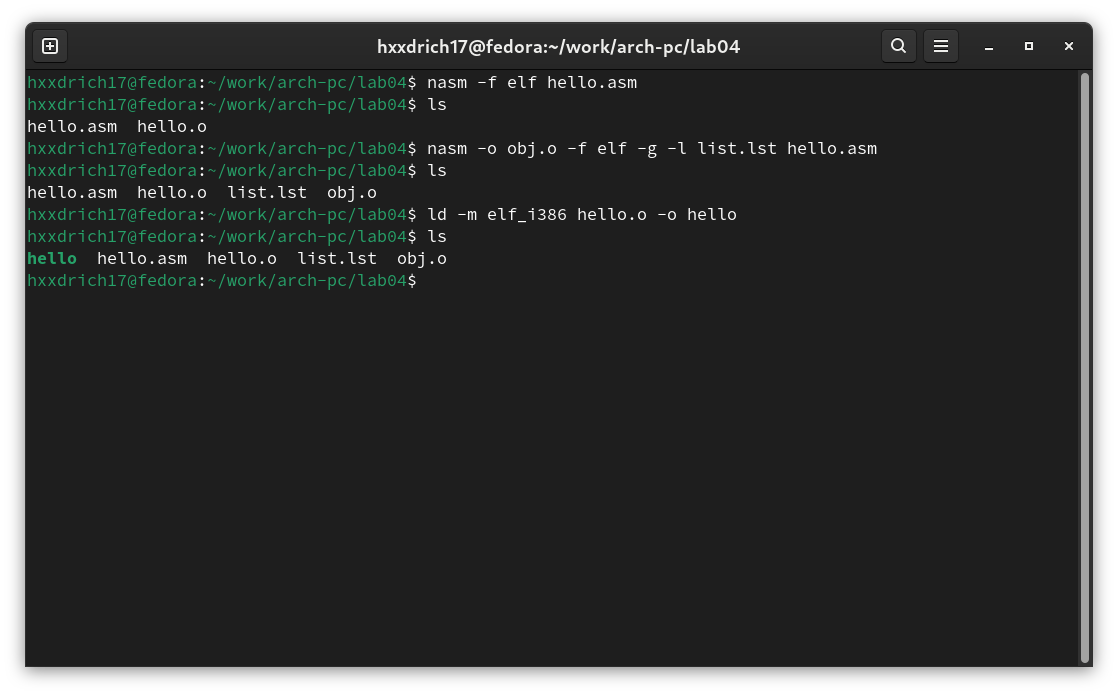 hxxdrich17@fedora:~/work/arch-pc/lab04
hxxdrich17@fedora:~/work/arch-pc/lab04$ nasm -f elf hello.asm
hxxdrich17@fedora:~/work/arch-pc/lab04$ ls
hello.asm  hello.o
hxxdrich17@fedora:~/work/arch-pc/lab04$ nasm -o obj.o -f elf -g -l list.lst hello.asm
hxxdrich17@fedora:~/work/arch-pc/lab04$ ls
hello.asm  hello.o  list.lst  obj.o
hxxdrich17@fedora:~/work/arch-pc/lab04$ ld -m elf_i386 hello.o -o hello
hxxdrich17@fedora:~/work/arch-pc/lab04$ ls
hello  hello.asm  hello.o  list.lst  obj.o
hxxdrich17@fedora:~/work/arch-pc/lab04$